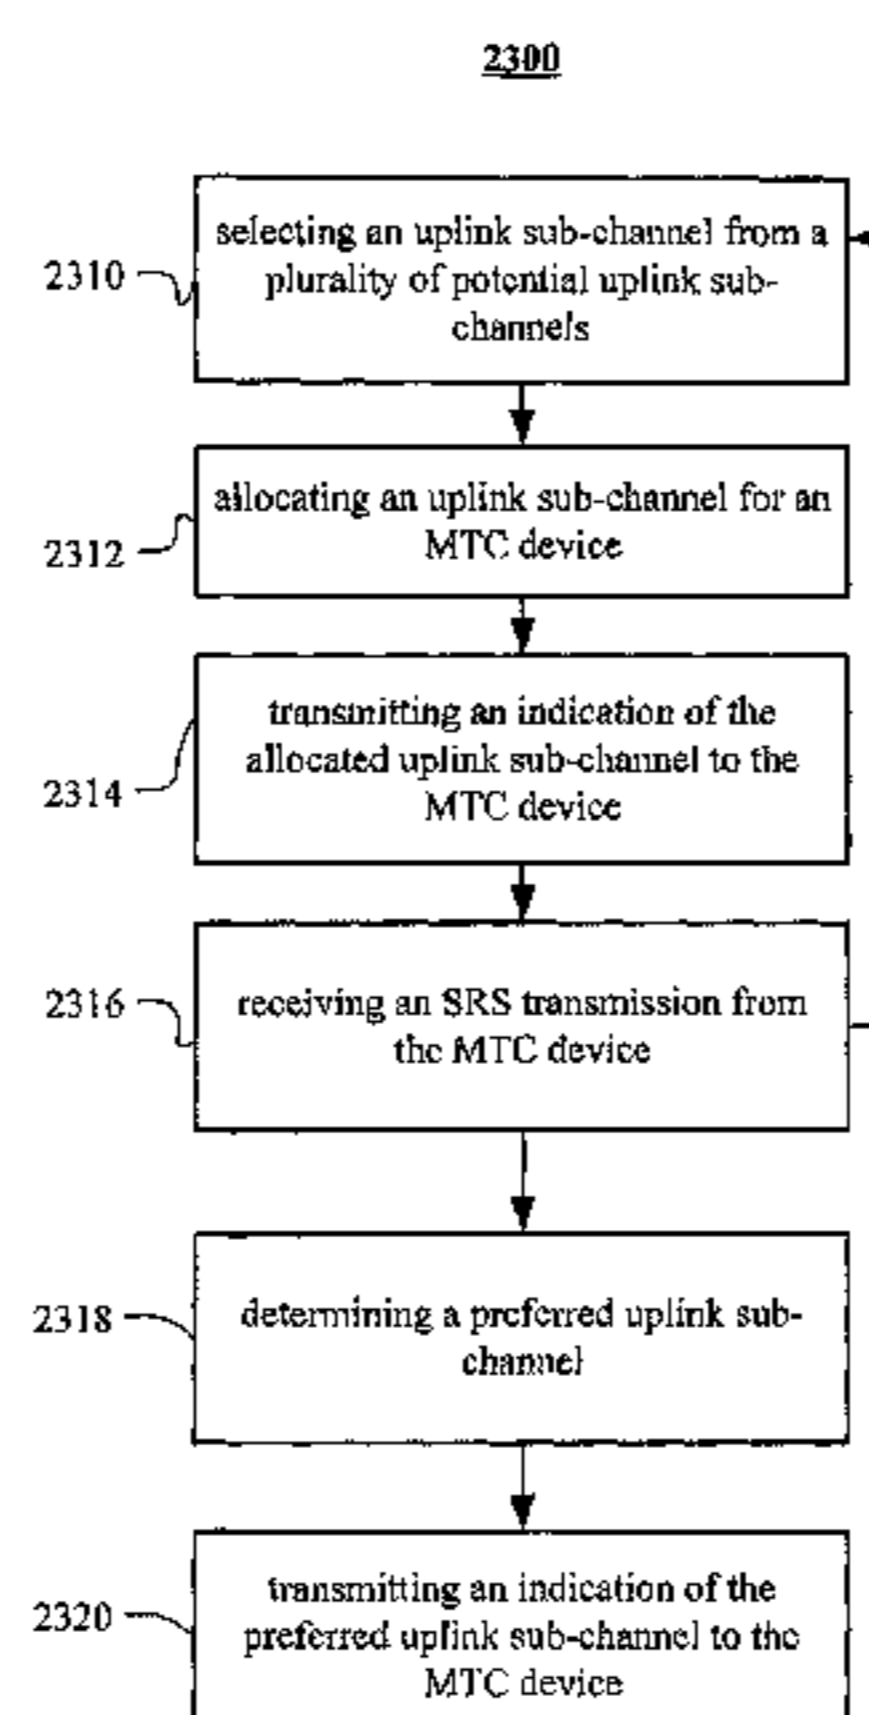 2300
2310
selecting an uplink sub-channel from a
plurality of potential uplink sub-
channels
2312
allocating an uplink sub-channel for an
MTC device
2314
transmitting an indication of the
allocated uplink sub-channel to the
MTC device
2316
receiving an SRS transmission from
the MTC device
2318
determining a preferred uplink sub-
channel
2320
transmitting an indication of the
preferred uplink sub-channel to the
MTC device